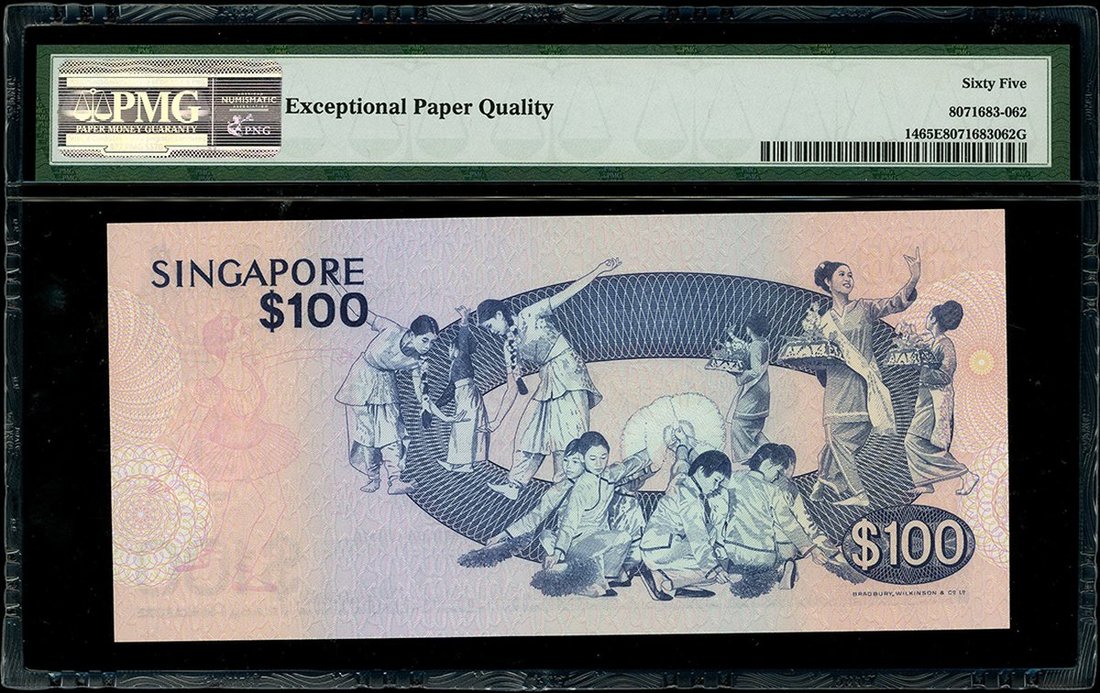 PMG
PAPER MONEY GUARANTY
NUMISMATIC
PNG
Exceptional Paper Quality
Sixty Five
8071683-062
1465E8071683062G
SINGAPORE
$100
$100
BRADBURY, WILKINSON & Co. Ld